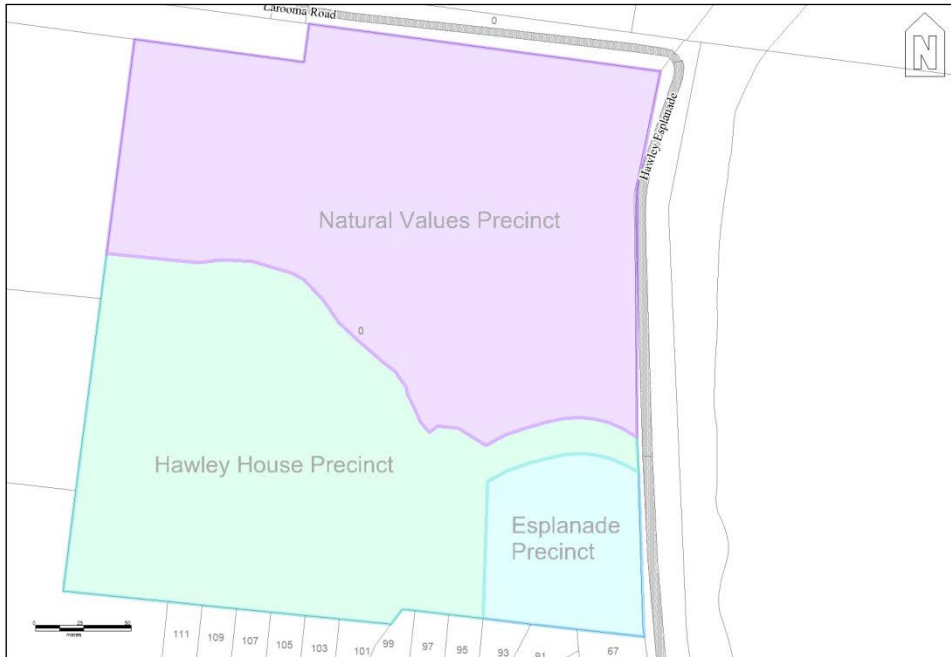 Larooma Road
0
N
Hawley Esplanade
Natural Values Precinct
0
Hawley House Precinct
Esplanade
Precinct
0 25 50
metres
111 109 107 105 103 101 99 97 95 93 91 67